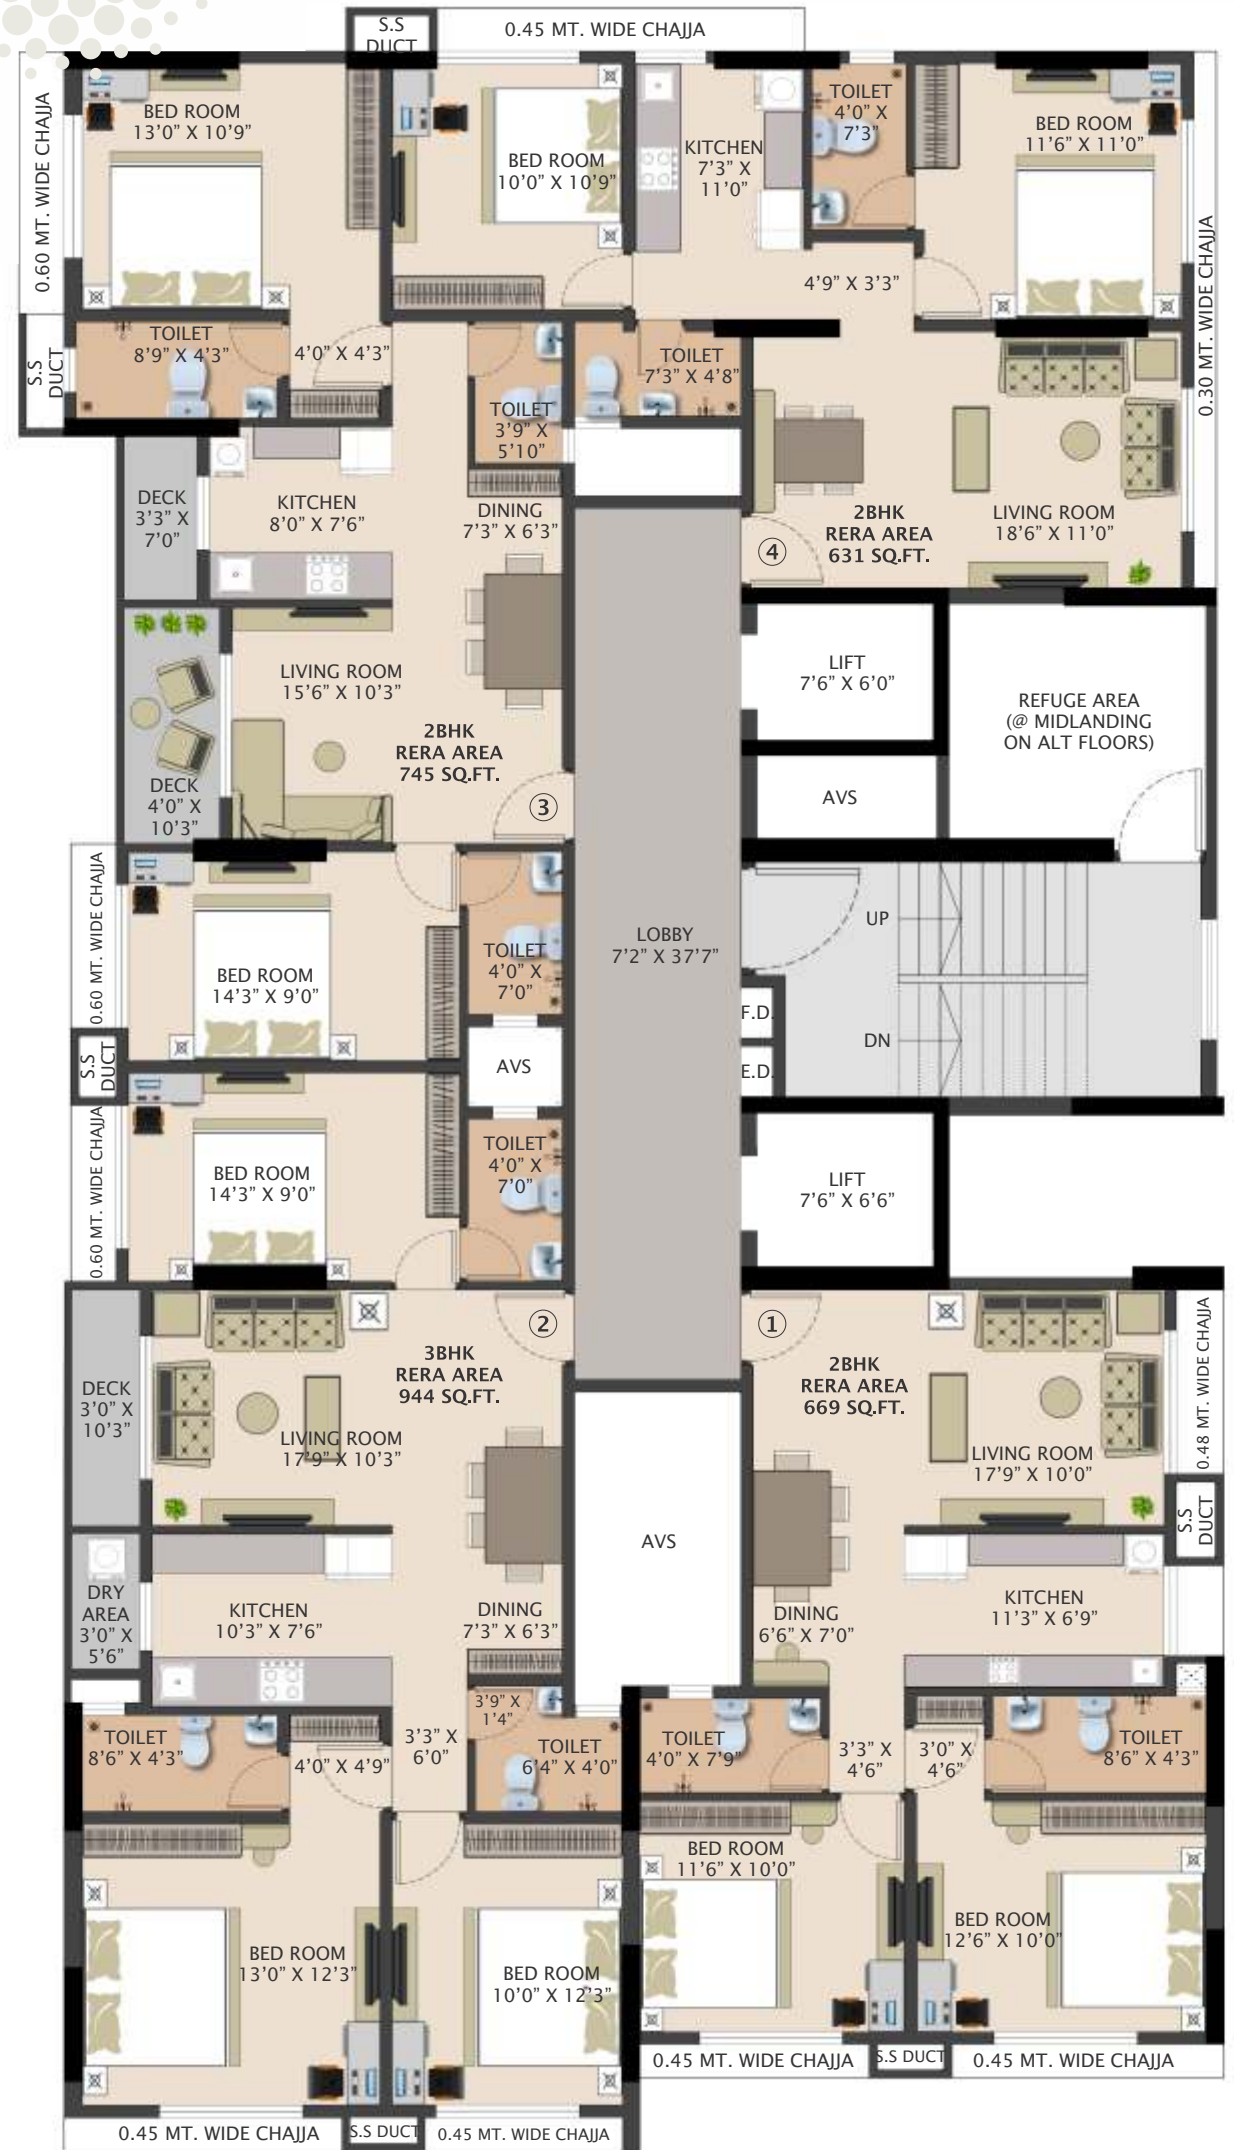 S.S
DUCT
0.45 MT. WIDE CHAJJA
0.60 MT. WIDE CHAJJA
BED ROOM
13'0" X 10'9"
BED ROOM
10'0" X 10'9"
KITCHEN
7'3" X
11'0"
TOILET
4'0" X
7'3"
BED ROOM
11'6" X 11'0"
0.30 MT. WIDE CHAJJA
4'9" X 3'3"
S.S
DUCT
TOILET
8'9" X 4'3"
4'0" X 4'3"
TOILET
3'9" X
5'10"
TOILET
7'3" X 4'8"
DECK
3'3" X
7'0"
KITCHEN
8'0" X 7'6"
DINING
7'3" X 6'3"
2BHK
RERA AREA
631 SQ.FT.
LIVING ROOM
18'6" X 11'0"
④
LIVING ROOM
15'6" X 10'3"
2BHK
RERA AREA
745 SQ.FT.
DECK
4'0" X
10'3"
③
LIFT
7'6" X 6'0"
REFUGE AREA
(@ MIDLANDING
ON ALT FLOORS)
AVS
0.60 MT. WIDE CHAJJA
BED ROOM
14'3" X 9'0"
TOILET
4'0" X
7'0"
LOBBY
7'2" X 37'7"
UP
DN
F.D.
E.D.
S.S
DUCT
AVS
0.60 MT. WIDE CHAJJA
BED ROOM
14'3" X 9'0"
TOILET
4'0" X
7'0"
LIFT
7'6" X 6'6"
②
①
3BHK
RERA AREA
944 SQ.FT.
2BHK
RERA AREA
669 SQ.FT.
DECK
3'0" X
10'3"
LIVING ROOM
17'9" X 10'3"
LIVING ROOM
17'9" X 10'0"
0.48 MT. WIDE CHAJJA
S.S
DUCT
AVS
DRY
AREA
3'0" X
5'6"
KITCHEN
10'3" X 7'6"
DINING
7'3" X 6'3"
DINING
6'6" X 7'0"
KITCHEN
11'3" X 6'9"
TOILET
8'6" X 4'3"
4'0" X 4'9"
3'3" X
6'0"
3'9" X
1'4"
TOILET
6'4" X 4'0"
TOILET
4'0" X 7'9"
3'3" X
4'6"
3'0" X
4'6"
TOILET
8'6" X 4'3"
BED ROOM
11'6" X 10'0"
BED ROOM
12'6" X 10'0"
BED ROOM
13'0" X 12'3"
BED ROOM
10'0" X 12'3"
0.45 MT. WIDE CHAJJA
S.S DUCT
0.45 MT. WIDE CHAJJA
0.45 MT. WIDE CHAJJA
S.S DUCT
0.45 MT. WIDE CHAJJA